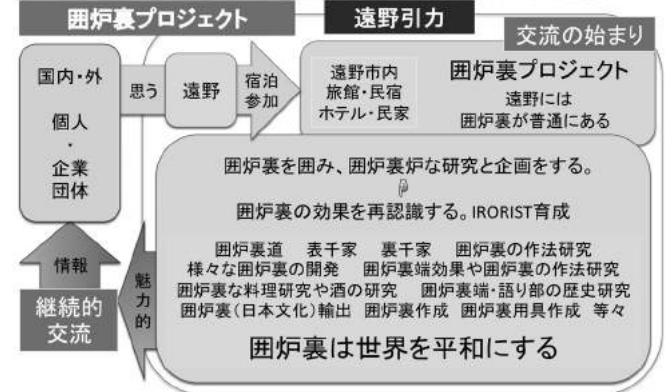 囲炉裏プロジェクト
遠野引力
交流の始まり
国内・外
個人
・
企業
団体
思う
遠野
宿泊
参加
遠野市内
旅館・民宿
ホテル・民家
囲炉裏プロジェクト
遠野には
囲炉裏が普通にある
囲炉裏を囲み、囲炉裏炉な研究と企画をする。
囲炉裏の効果を再認識する。IRORIST育成
囲炉裏道 表千家 裏千家 囲炉裏の作法研究
様々な囲炉裏の開発 囲炉裏端効果や囲炉裏の作法研究
囲炉裏な料理研究や酒の研究 囲炉裏端・語り部の歴史研究
囲炉裏(日本文化)輸出 囲炉裏作成 囲炉裏用具作成 等々
囲炉裏は世界を平和にする
魅力的
情報
継続的
交流